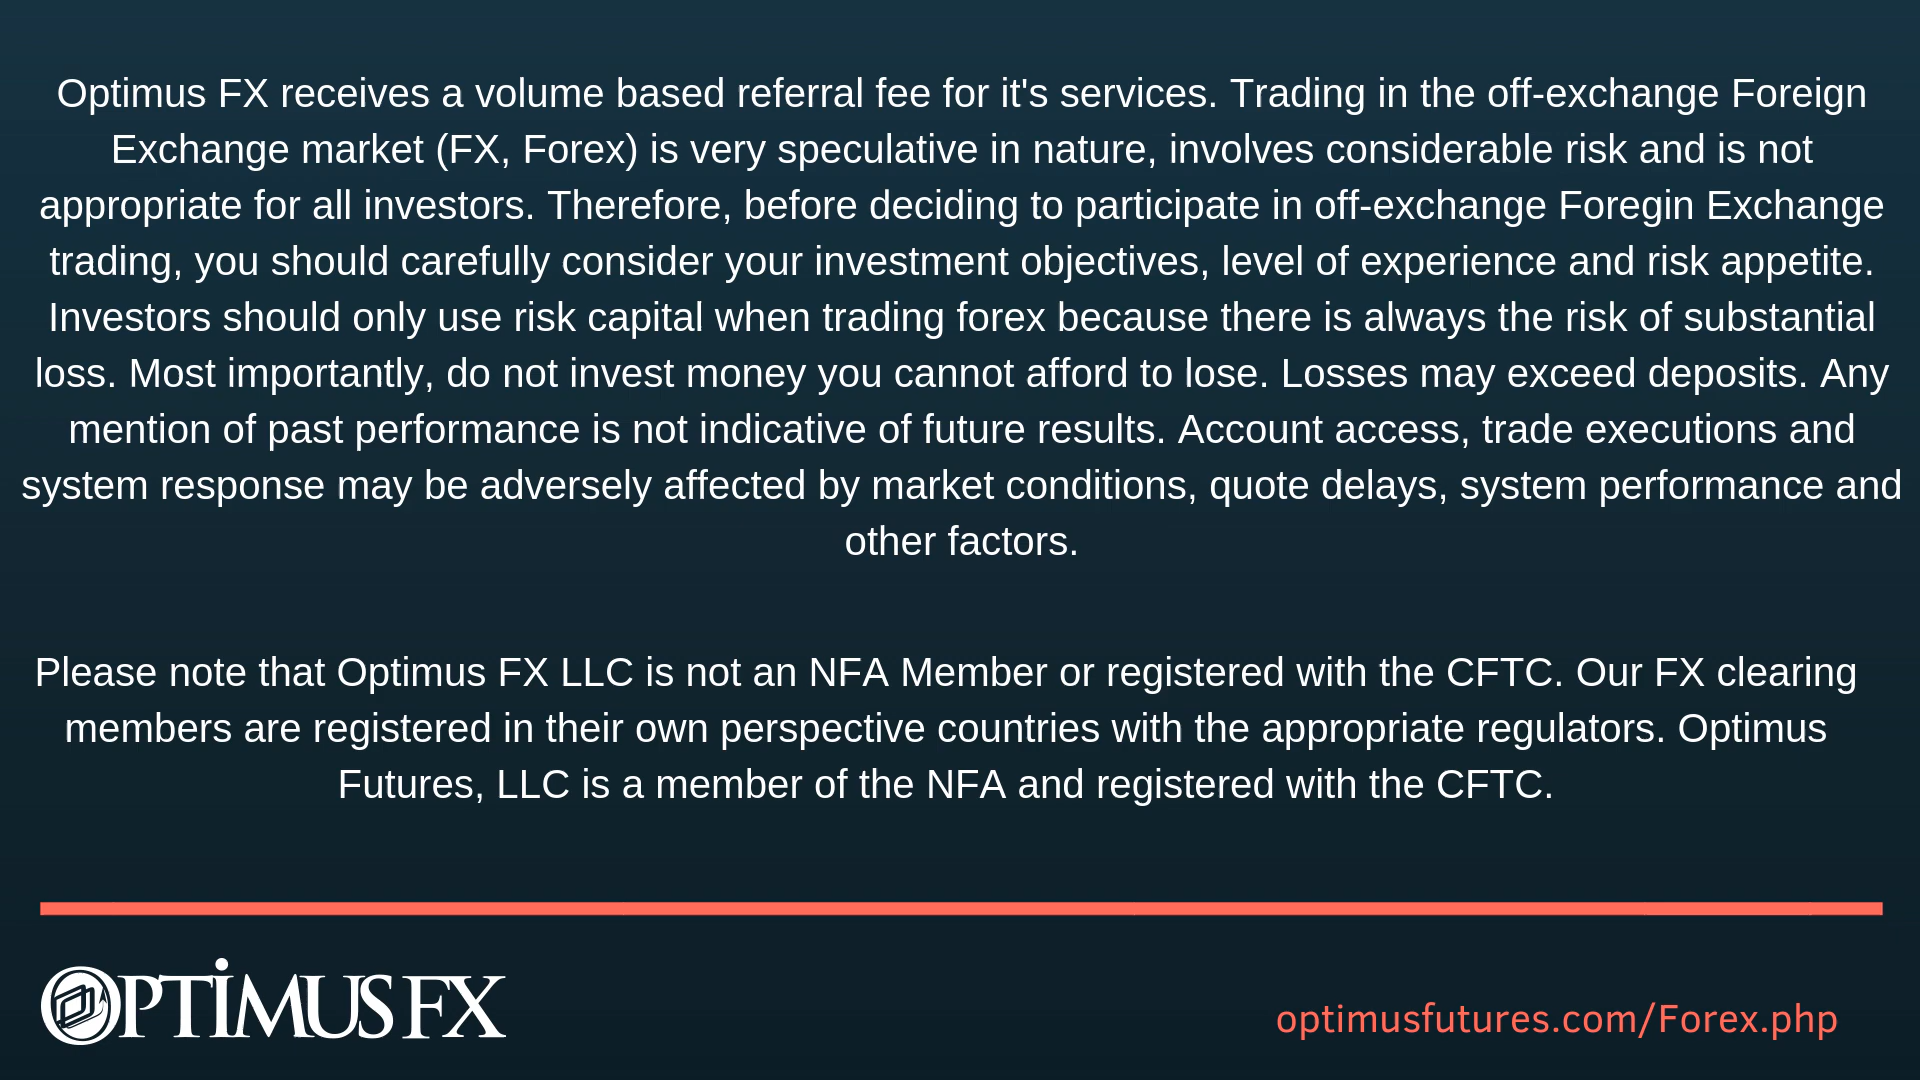 Optimus FX receives a volume based referral fee for it's services. Trading in the off-exchange Foreign
Exchange market (FX, Forex) is very speculative in nature, involves considerable risk and is not
appropriate for all investors. Therefore, before deciding to participate in off-exchange Foregin Exchange
trading, you should carefully consider your investment objectives, level of experience and risk appetite.
Investors should only use risk capital when trading forex because there is always the risk of substantial
loss. Most importantly, do not invest money you cannot afford to lose. Losses may exceed deposits. Any
mention of past performance is not indicative of future results. Account access, trade executions and
system response may be adversely affected by market conditions, quote delays, system performance and
other factors.
Please note that Optimus FX LLC is not an NFA Member or registered with the CFTC. Our FX clearing
members are registered in their own perspective countries with the appropriate regulators. Optimus
Futures, LLC is a member of the NFA and registered with the CFTC.
OPTIMUS FX
optimusfutures.com/Forex.php